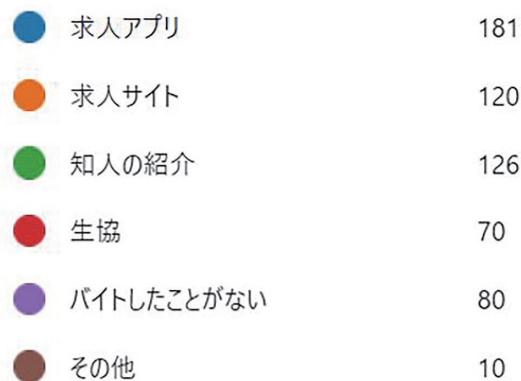 求人アプリ 181
求人サイト 120
知人の紹介 126
生協 70
バイトしたことがない 80
その他 10